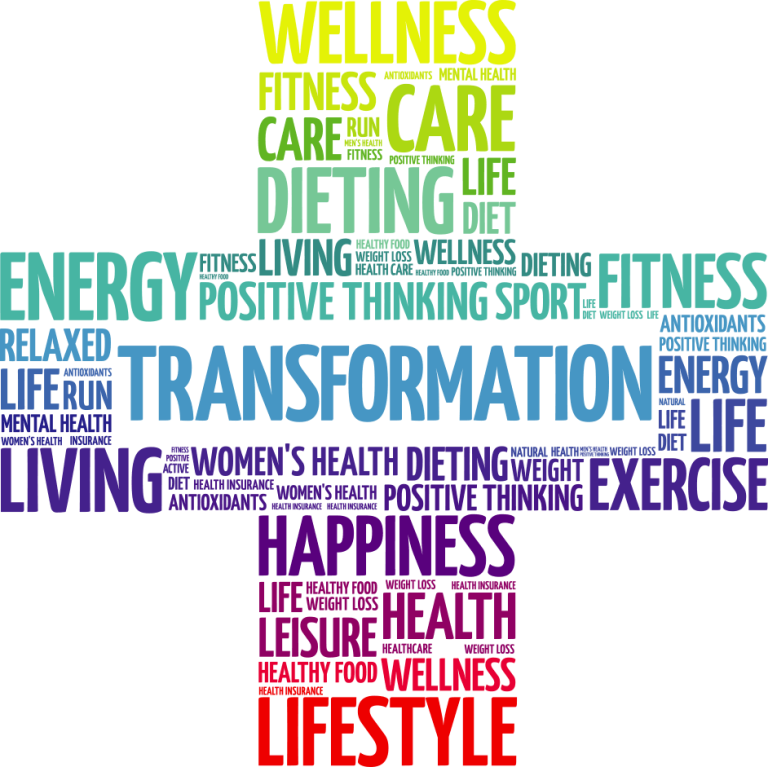 WELLNESS
FITNESS ANTIOXIDANTS MENTAL HEALTH
CARE RUN CARE
MEN'S HEALTH
FITNESS POSITIVE THINKING
DIETING LIFE
DIET
ENERGY FITNESS LIVING HEALTHY FOOD WELLNESS DIETING FITNESS
WEIGHT LOSS
HEALTHY FOOD HEALTH CARE HEALTHY FOOD POSITIVE THINKING
POSITIVE THINKING SPORT LIFE
DIET WEIGHT LOSS LIFE
RELAXED TRANSFORMATION ANTIOXIDANTS
POSITIVE THINKING
LIFE ANTIOXIDANTS ENERGY
RUN NATURAL
MENTAL HEALTH LIFE LIFE
WOMEN'S HEALTH INSURANCE DIET
LIVING FITNESS WOMEN'S HEALTH DIETING NATURAL HEALTH MEN'S HEALTH WEIGHT LOSS
POSITIVE MENTAL THINKING
ACTIVE WEIGHT EXERCISE
DIET HEALTH INSURANCE WOMEN'S HEALTH POSITIVE THINKING
ANTIOXIDANTS HEALTH INSURANCE HEALTH INSURANCE
HAPPINESS
LIFE HEALTHY FOOD WEIGHT LOSS HEALTH INSURANCE
WEIGHT LOSS HEALTH
LEISURE HEALTHCARE WEIGHT LOSS
HEALTHY FOOD WELLNESS
HEALTH INSURANCE
LIFESTYLE